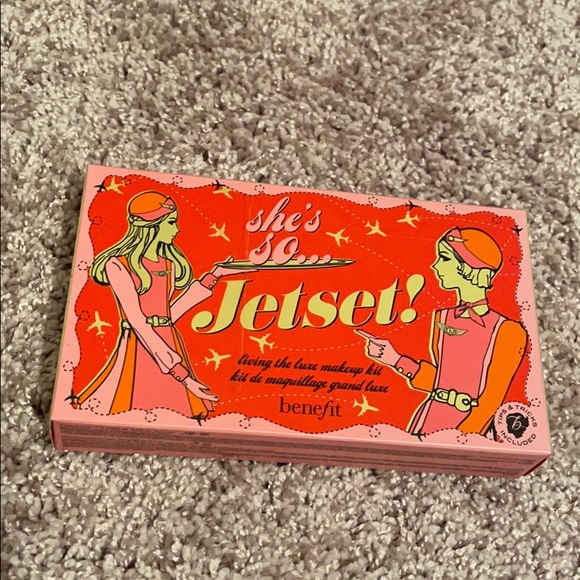 she's
so...
Jetset!
living the luxe makeup kit
kit de maquillage grand luxe
benefit
TIPS & TRICKS
INCLUDED